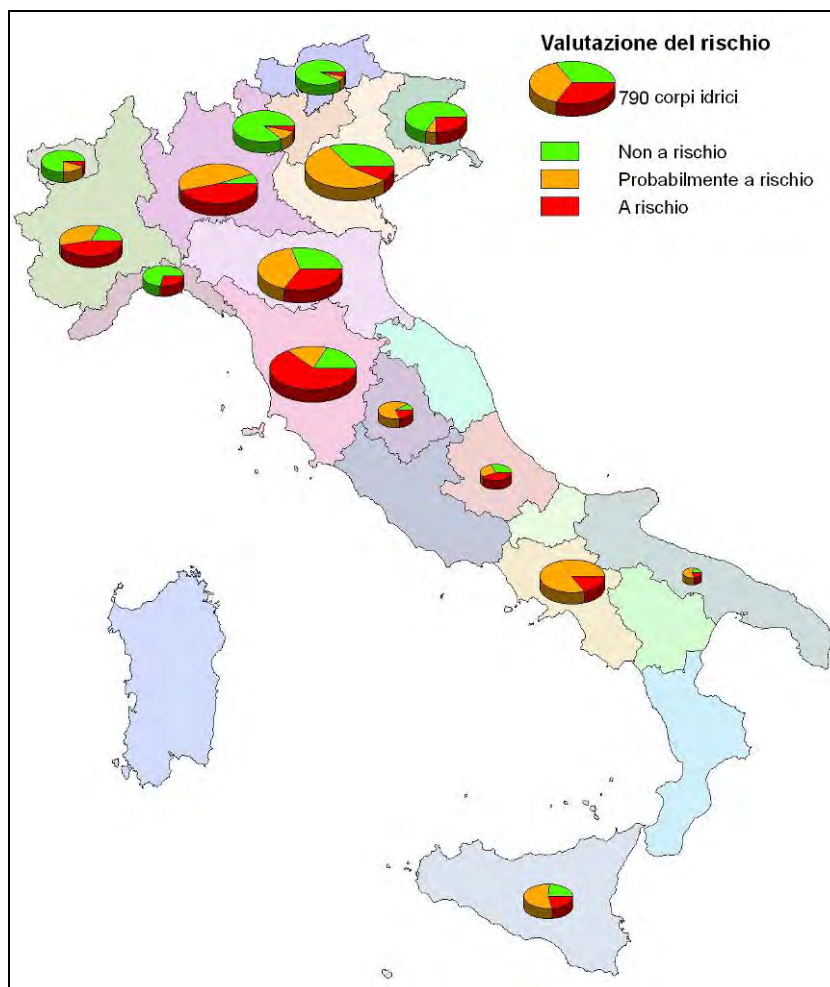 Valutazione del rischio
790 corpi idrici
Non a rischio
Probabilmente a rischio
A rischio